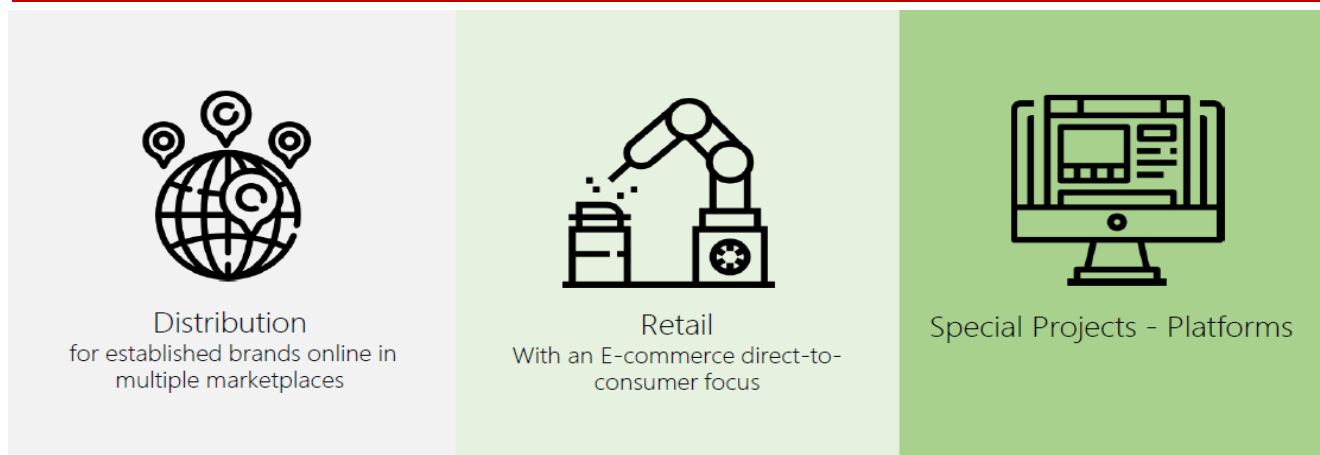 Distribution
for established brands online in
multiple marketplaces
Retail
With an E-commerce direct-to-
consumer focus
Special Projects - Platforms